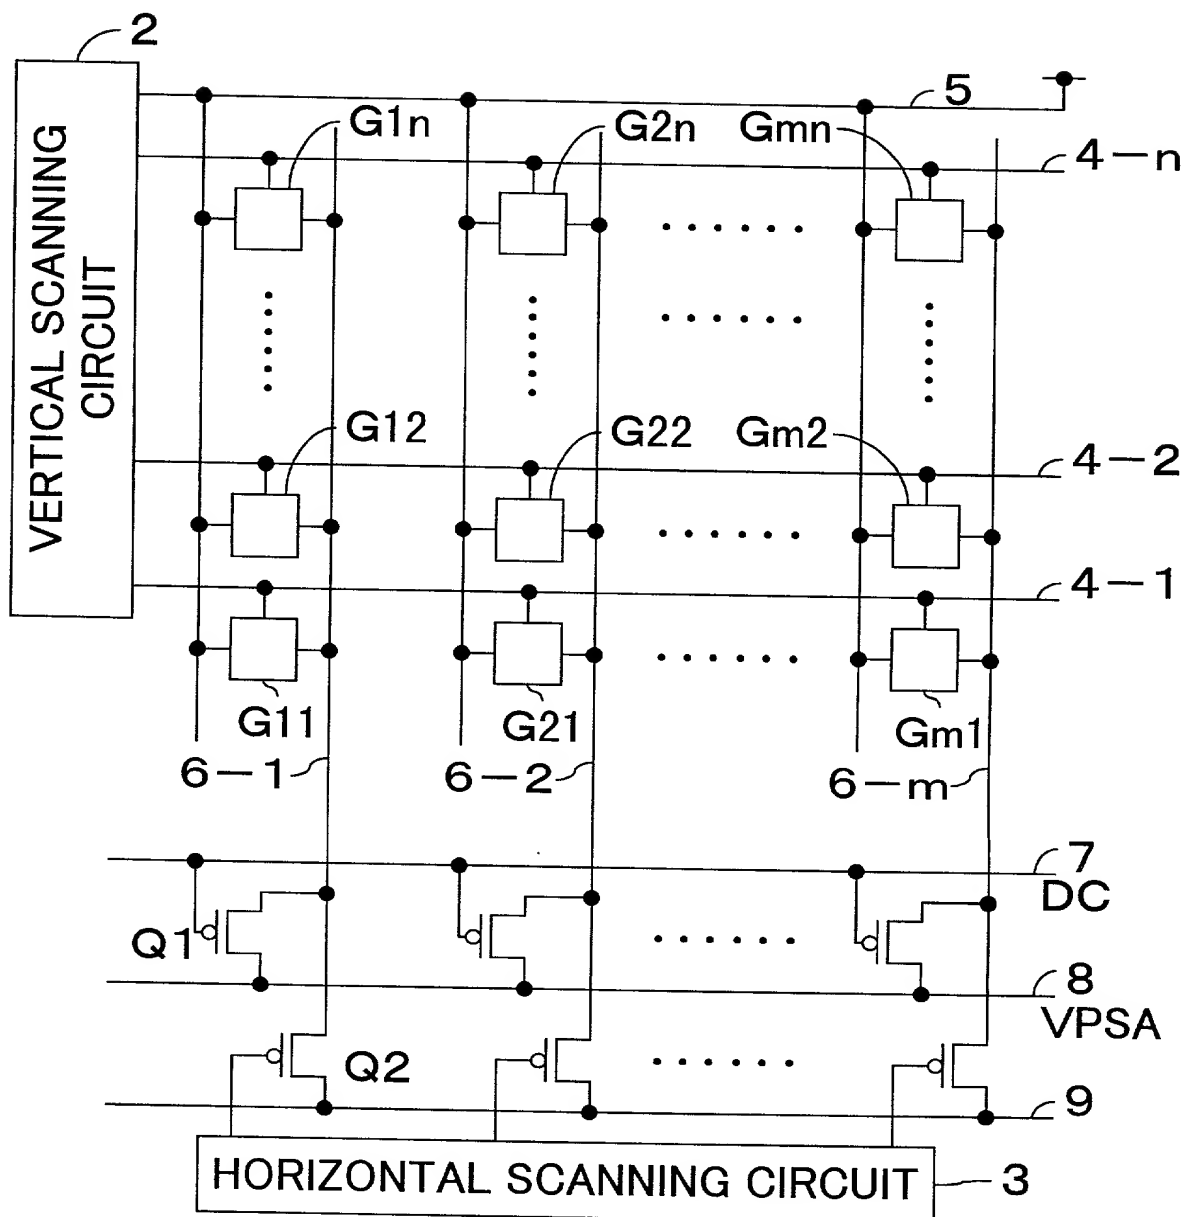 2
VERTICAL SCANNING
CIRCUIT
5
G1n
G2n
Gmn
4-n
G12
G22
Gm2
4-2
4-1
G11
G21
Gm1
6-1
6-2
6-m
7
DC
Q1
8
VPSA
Q2
9
HORIZONTAL SCANNING CIRCUIT
3